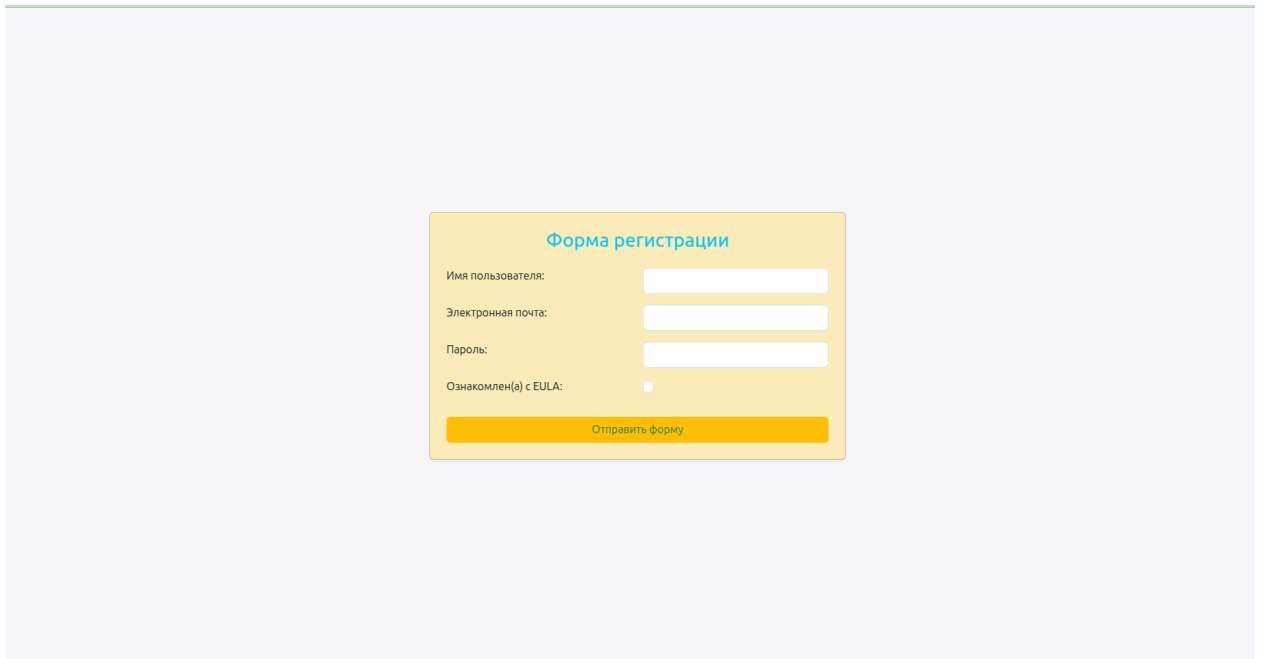 Форма регистрации
Имя пользователя:
Электронная почта:
Пароль:
Ознакомлен(а) с EULA:
Отправить форму